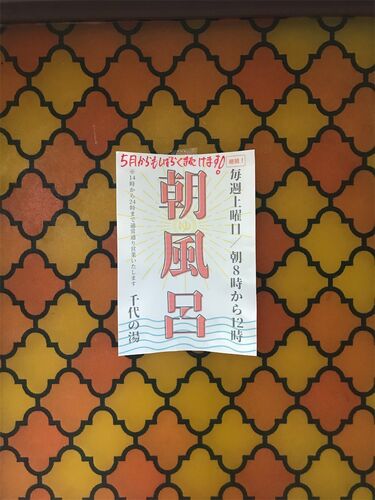 5月からもしばらく続けます。
継続!
毎週土曜日/朝8時から12時
朝風呂
ゆ
※14時から24時まで通常通り営業いたします
千代の湯